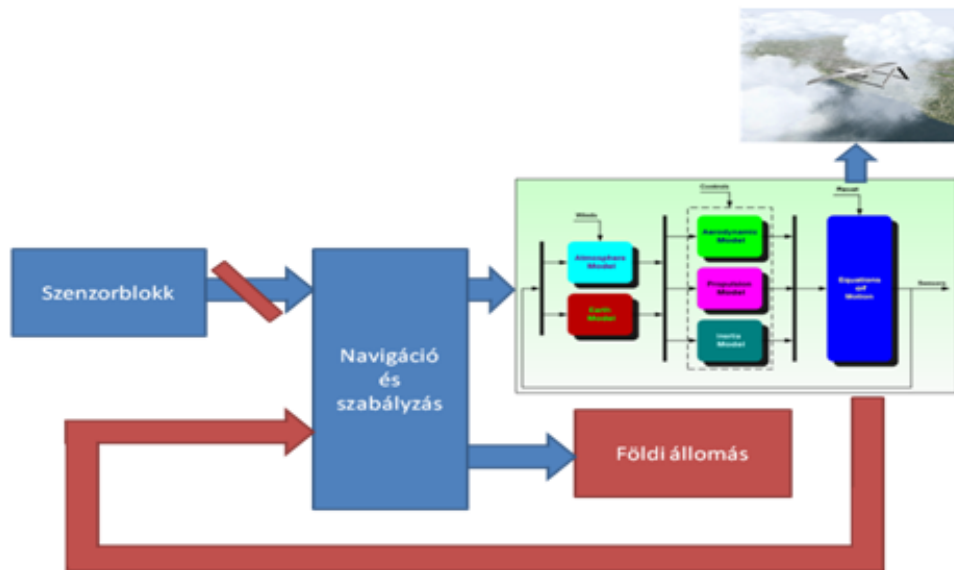 Controls
Reset
Winds
Aerodynamic
Model
Atmosphere
Model
Szenzorblokk
Propulsion
Model
Equations
of
Motion
Sensors
Earth
Model
Inertia
Model
Navigáció
és
szabályzás
Földi állomás